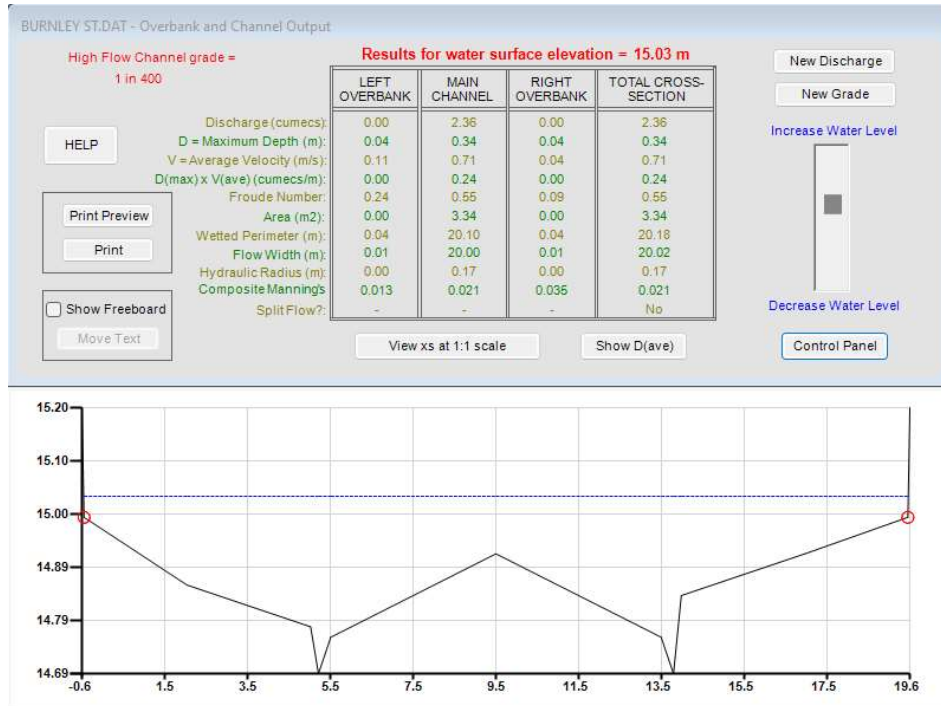 BURNLEY ST.DAT - Overbank and Channel Output
High Flow Channel grade =
1 in 400
Results for water surface elevation = 15.03 m
LEFT OVERBANK MAIN CHANNEL RIGHT OVERBANK TOTAL CROSS-SECTION
Discharge (cumecs): 0.00 2.36 0.00 2.36
D = Maximum Depth (m): 0.04 0.34 0.04 0.34
V = Average Velocity (m/s): 0.11 0.71 0.04 0.71
D(max) x V(ave) (cumecs/m): 0.00 0.24 0.00 0.24
Froude Number: 0.24 0.55 0.09 0.55
Area (m2): 0.00 3.34 0.00 3.34
Wetted Perimeter (m): 0.04 20.10 0.04 20.18
Flow Width (m): 0.01 20.00 0.01 20.02
Hydraulic Radius (m): 0.00 0.17 0.00 0.17
Composite Manning's 0.013 0.021 0.035 0.021
Split Flow?: - - - No
HELP
Print Preview
Print
Show Freeboard
Move Text
View xs at 1:1 scale
Show D(ave)
New Discharge
New Grade
Increase Water Level
Decrease Water Level
Control Panel
15.20
15.10
15.00
14.89
14.79
14.69
-0.6 1.5 3.5 5.5 7.5 9.5 11.5 13.5 15.5 17.5 19.6